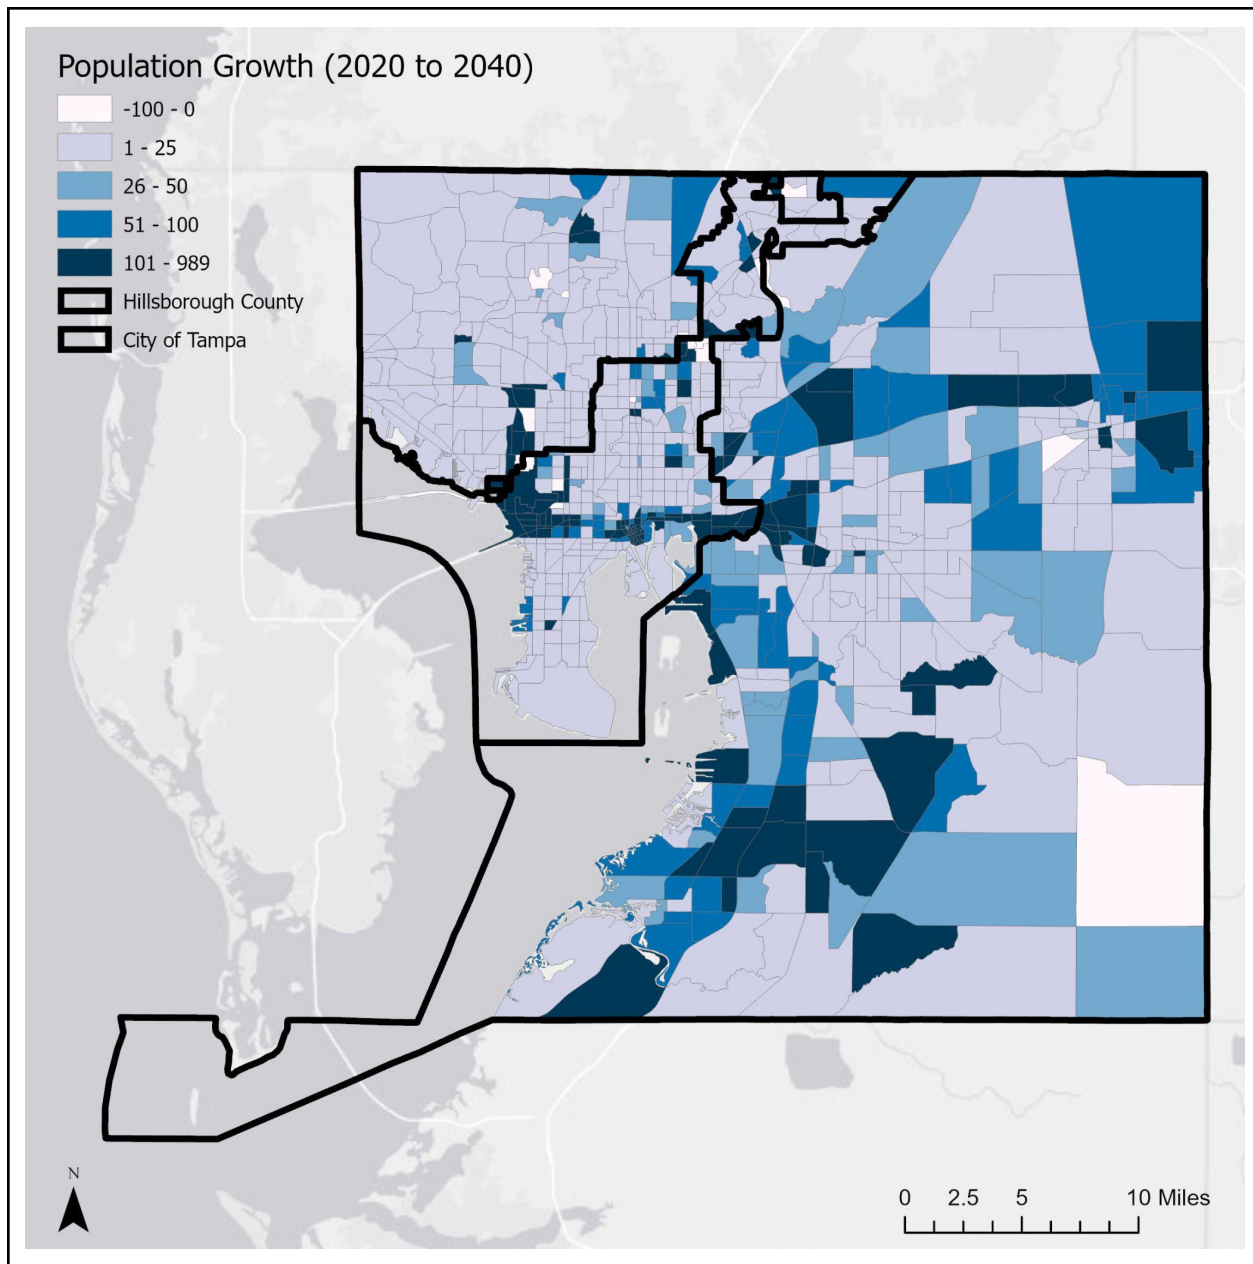 Population Growth (2020 to 2040)
-100 - 0
1 - 25
26 - 50
51 - 100
101 - 989
Hillsborough County
City of Tampa
N
0 2.5 5 10 Miles